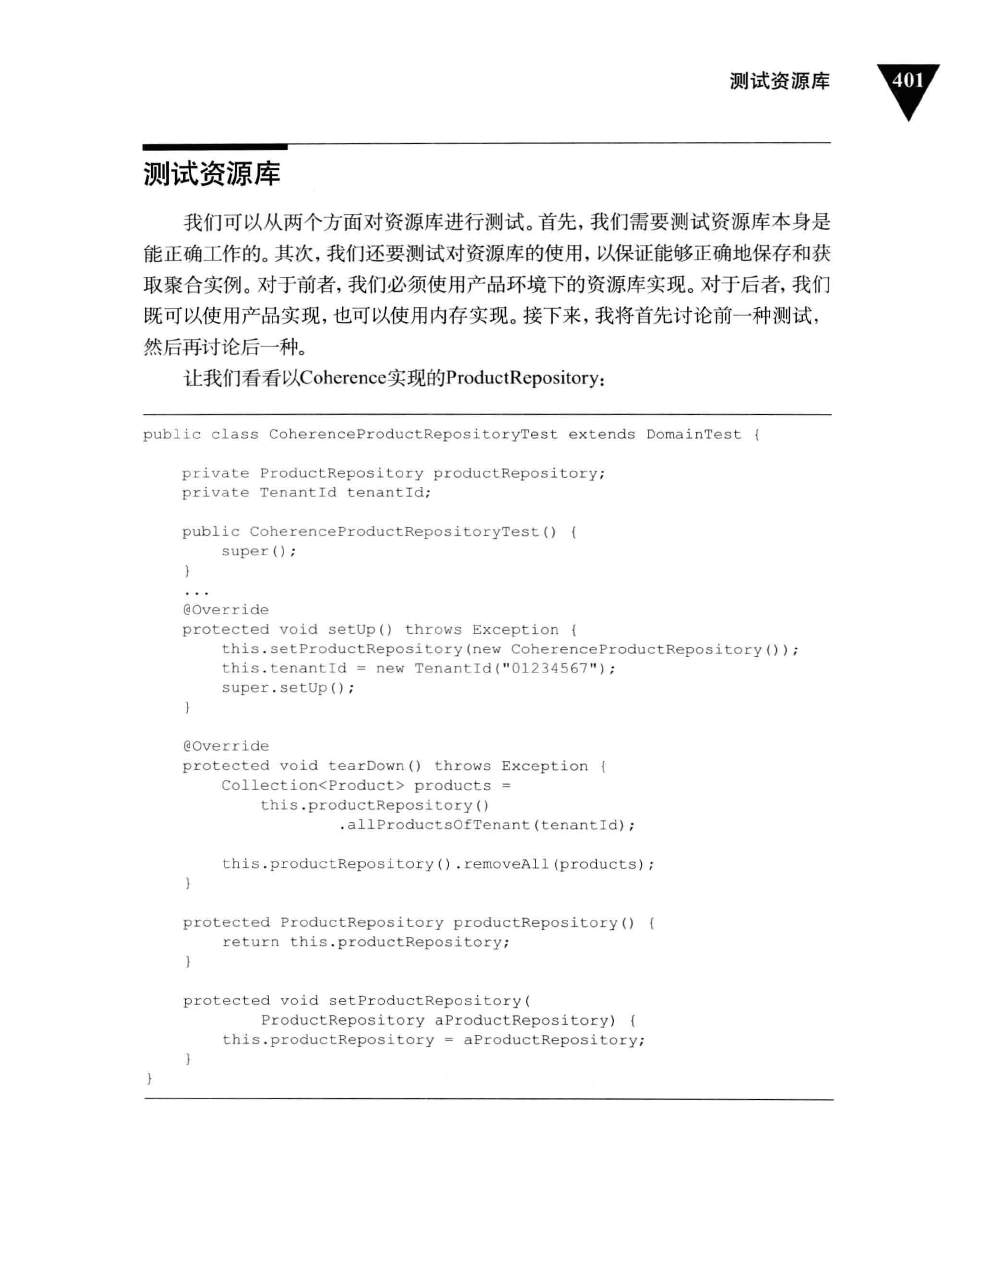 测试资源库
401
测试资源库
我们可以从两个方面对资源库进行测试。首先，我们需要测试资源库本身是
能正确工作的。其次，我们还要测试对资源库的使用，以保证能够正确地保存和获
取聚合实例。对于前者，我们必须使用产品环境下的资源库实现。对于后者，我们
既可以使用产品实现，也可以使用内存实现。接下来，我将首先讨论前一种测试，
然后再讨论后一种。
让我们看看以Coherence实现的ProductRepository：
public class CoherenceProductRepositoryTest extends DomainTest {
    private ProductRepository productRepository;
    private TenantId tenantId;
    public CoherenceProductRepositoryTest() {
        super();
    }
    ...
    @Override
    protected void setUp() throws Exception {
        this.setProductRepository(new CoherenceProductRepository());
        this.tenantId = new TenantId("01234567");
        super.setUp();
    }
    @Override
    protected void tearDown() throws Exception {
        Collection<Product> products =
            this.productRepository()
                    .allProductsOfTenant(tenantId);
        this.productRepository().removeAll(products);
    }
    protected ProductRepository productRepository() {
        return this.productRepository;
    }
    protected void setProductRepository(
            ProductRepository aProductRepository) {
        this.productRepository = aProductRepository;
    }
}